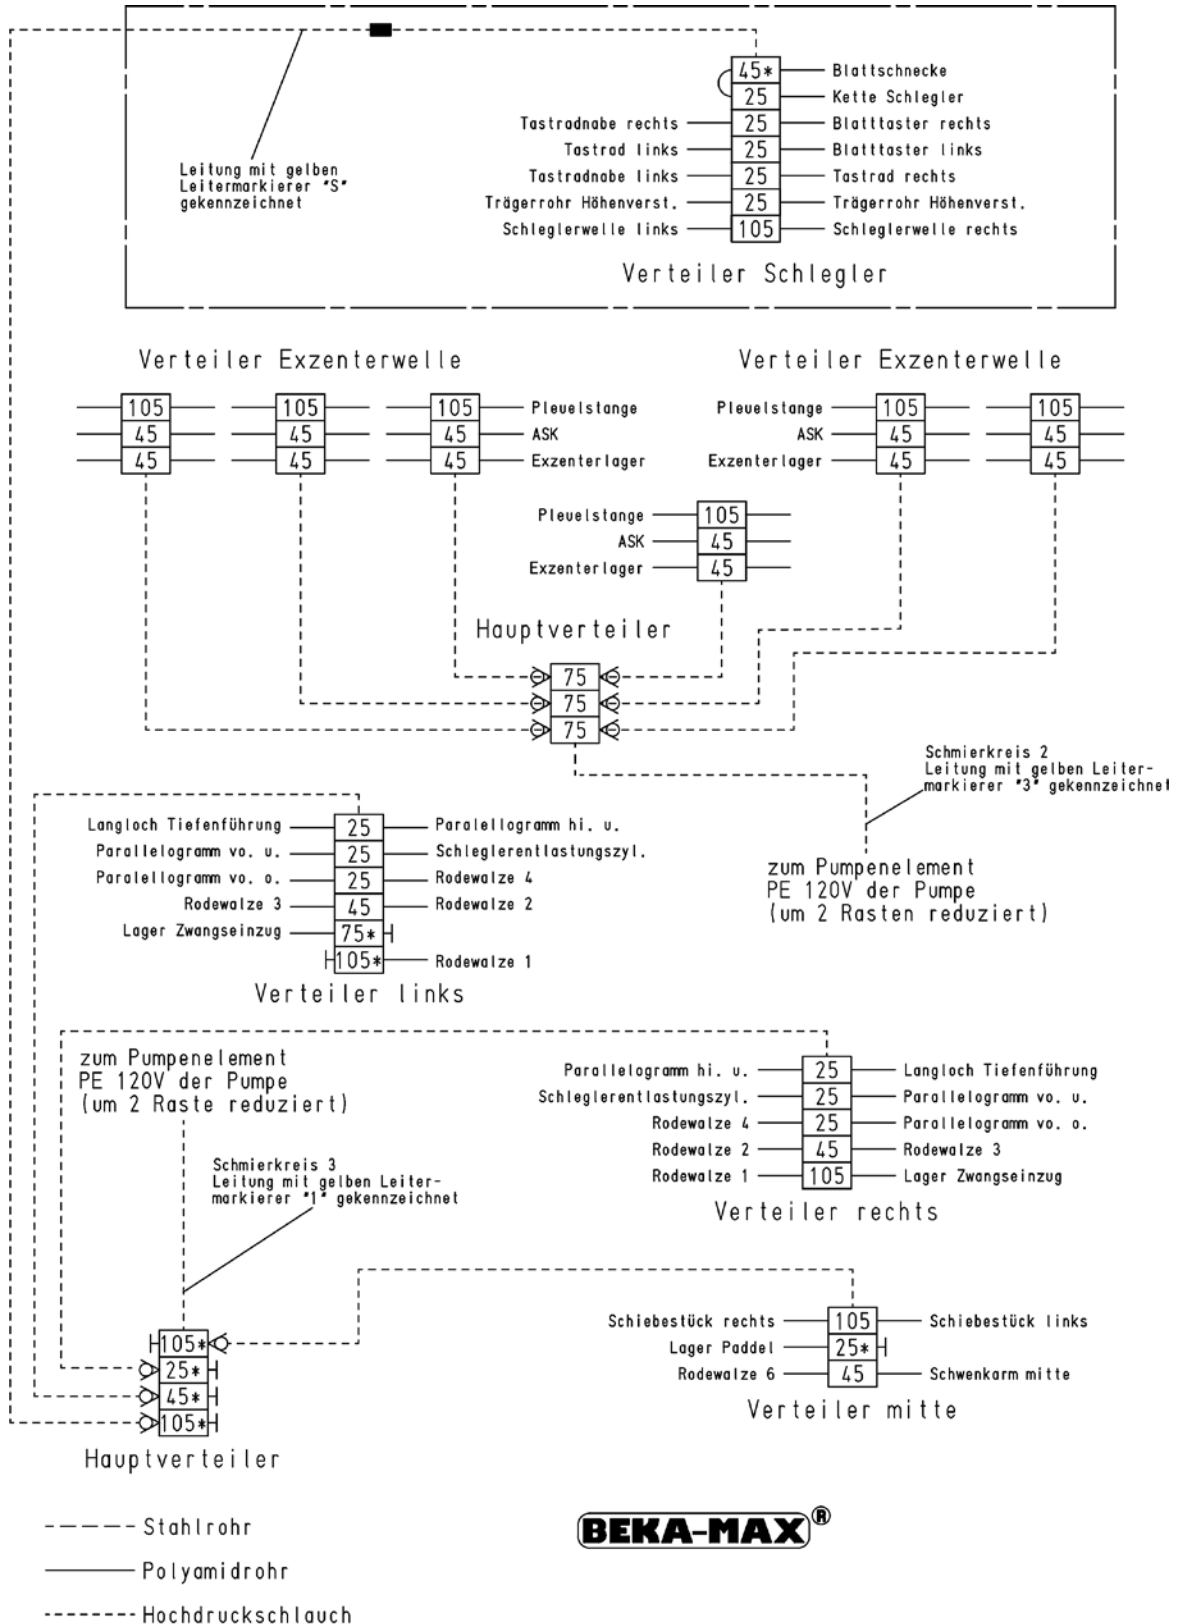 45* Blattschnecke
25 Kette Schlegler
Tastradnabe rechts 25 Blatttaster rechts
Tastrad links 25 Blatttaster links
Tastradnabe links 25 Tastrad rechts
Trägerrohr Höhenverst. 25 Trägerrohr Höhenverst.
Schleglerwelle links 105 Schleglerwelle rechts
Verteiler Schlegler
Leitung mit gelben
Leitermarkierer "S"
gekennzeichnet
Verteiler Exzenterwelle
Verteiler Exzenterwelle
105 105 105 Pleuelstange
45 45 45 ASK
45 45 45 Exzenterlager
Pleuelstange 105 105
ASK 45 45
Exzenterlager 45 45
Pleuelstange 105
ASK 45
Exzenterlager 45
Hauptverteiler
75
75
75
Schmierkreis 2
Leitung mit gelben Leiter-
markierer "3" gekennzeichnet
zum Pumpenelement
PE 120V der Pumpe
(um 2 Rasten reduziert)
Langloch Tiefenführung 25 Paralellogramm hi. u.
Parallelogramm vo. u. 25 Schleglerentlastungszyl.
Paralellogramm vo. o. 25 Rodewalze 4
Rodewalze 3 45 Rodewalze 2
Lager Zwangseinzug 75*
105* Rodewalze 1
Verteiler links
zum Pumpenelement
PE 120V der Pumpe
(um 2 Raste reduziert)
Schmierkreis 3
Leitung mit gelben Leiter-
markierer "1" gekennzeichnet
Parallelogramm hi. u. 25 Langloch Tiefenführung
Schleglerentlastungszyl. 25 Parallelogramm vo. u.
Rodewalze 4 25 Parallelogramm vo. o.
Rodewalze 2 45 Rodewalze 3
Rodewalze 1 105 Lager Zwangseinzug
Verteiler rechts
Schiebestück rechts 105 Schiebestück links
Lager Paddel 25*
Rodewalze 6 45 Schwenkarm mitte
Verteiler mitte
105*
25*
45*
105*
Hauptverteiler
Stahlrohr
Polyamidrohr
Hochdruckschlauch
BEKA-MAX®